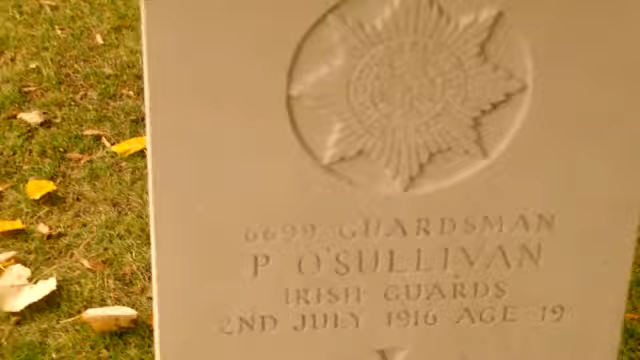 6699 GUARDSMAN
P O'SULLIVAN
IRISH GUARDS
2ND JULY 1916 AGE 19